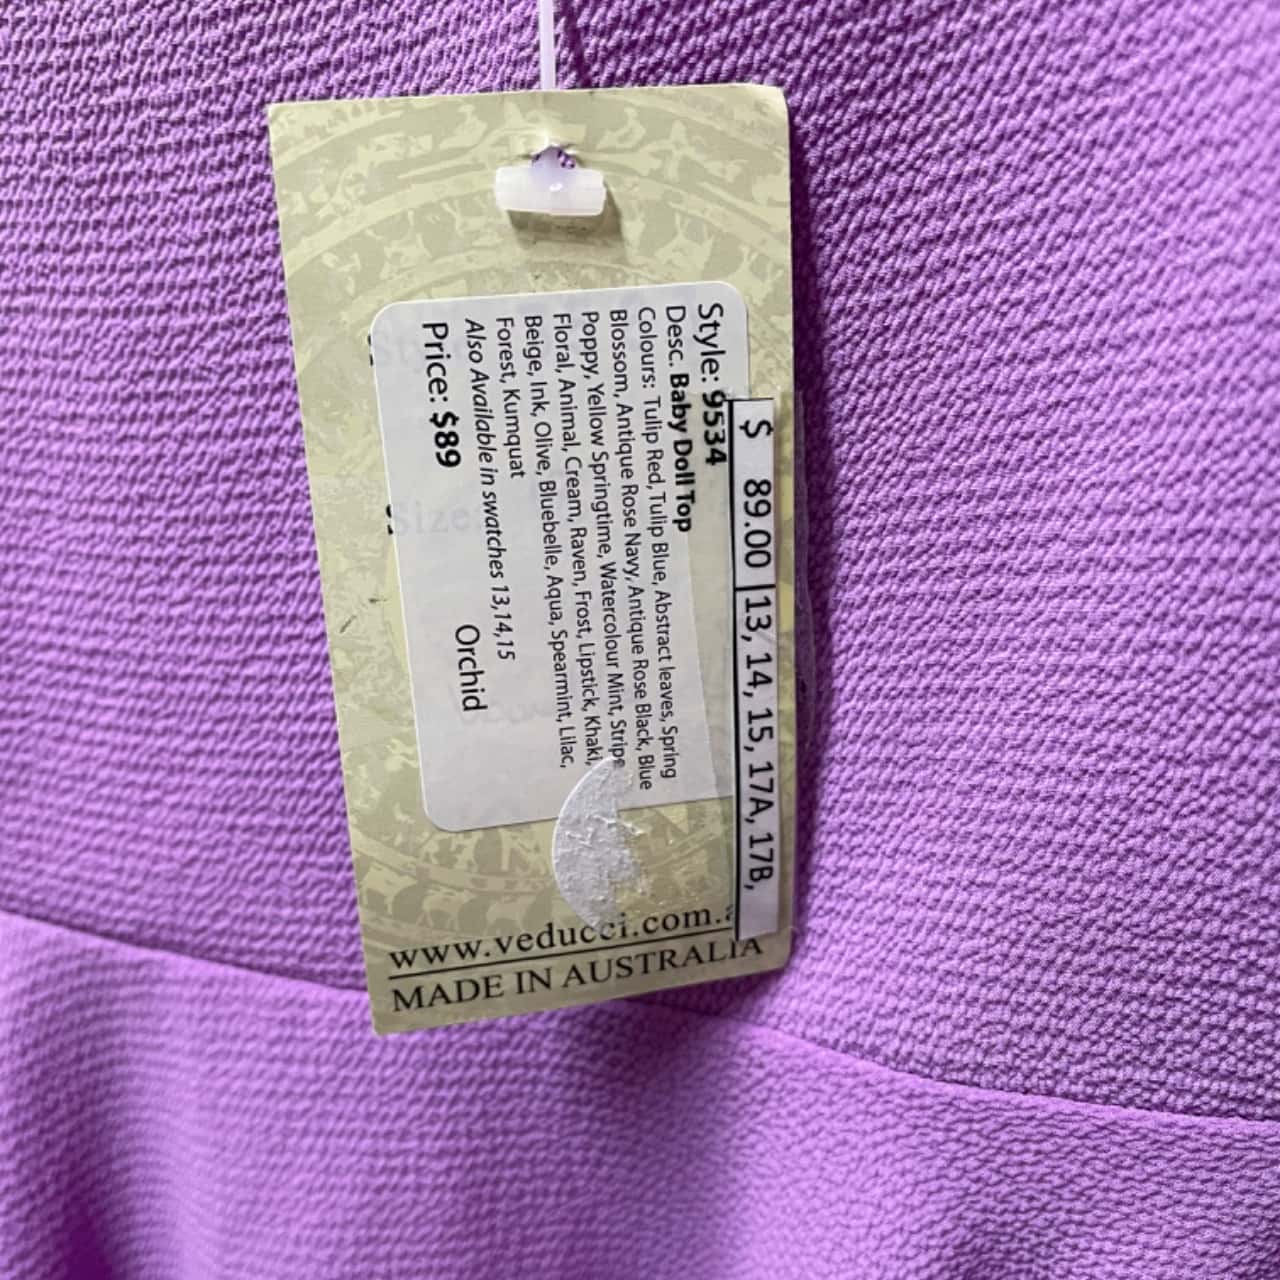 $ 89.00 13, 14, 15, 17A, 17B,
Style: 9534
Desc. Baby Doll Top
Colours: Tulip Red, Tulip Blue, Abstract leaves, Spring
Blossom, Antique Rose Navy, Antique Rose Black, Blue
Poppy, Yellow Springtime, Watercolour Mint, Stripe
Floral, Animal, Cream, Raven, Frost, Lipstick, Khaki,
Beige, Ink, Olive, Bluebelle, Aqua, Spearmint, Lilac,
Forest, Kumquat
Also Available in swatches 13,14,15
Orchid
Price: $89
Size:
www.veducci.com.a
MADE IN AUSTRALIA